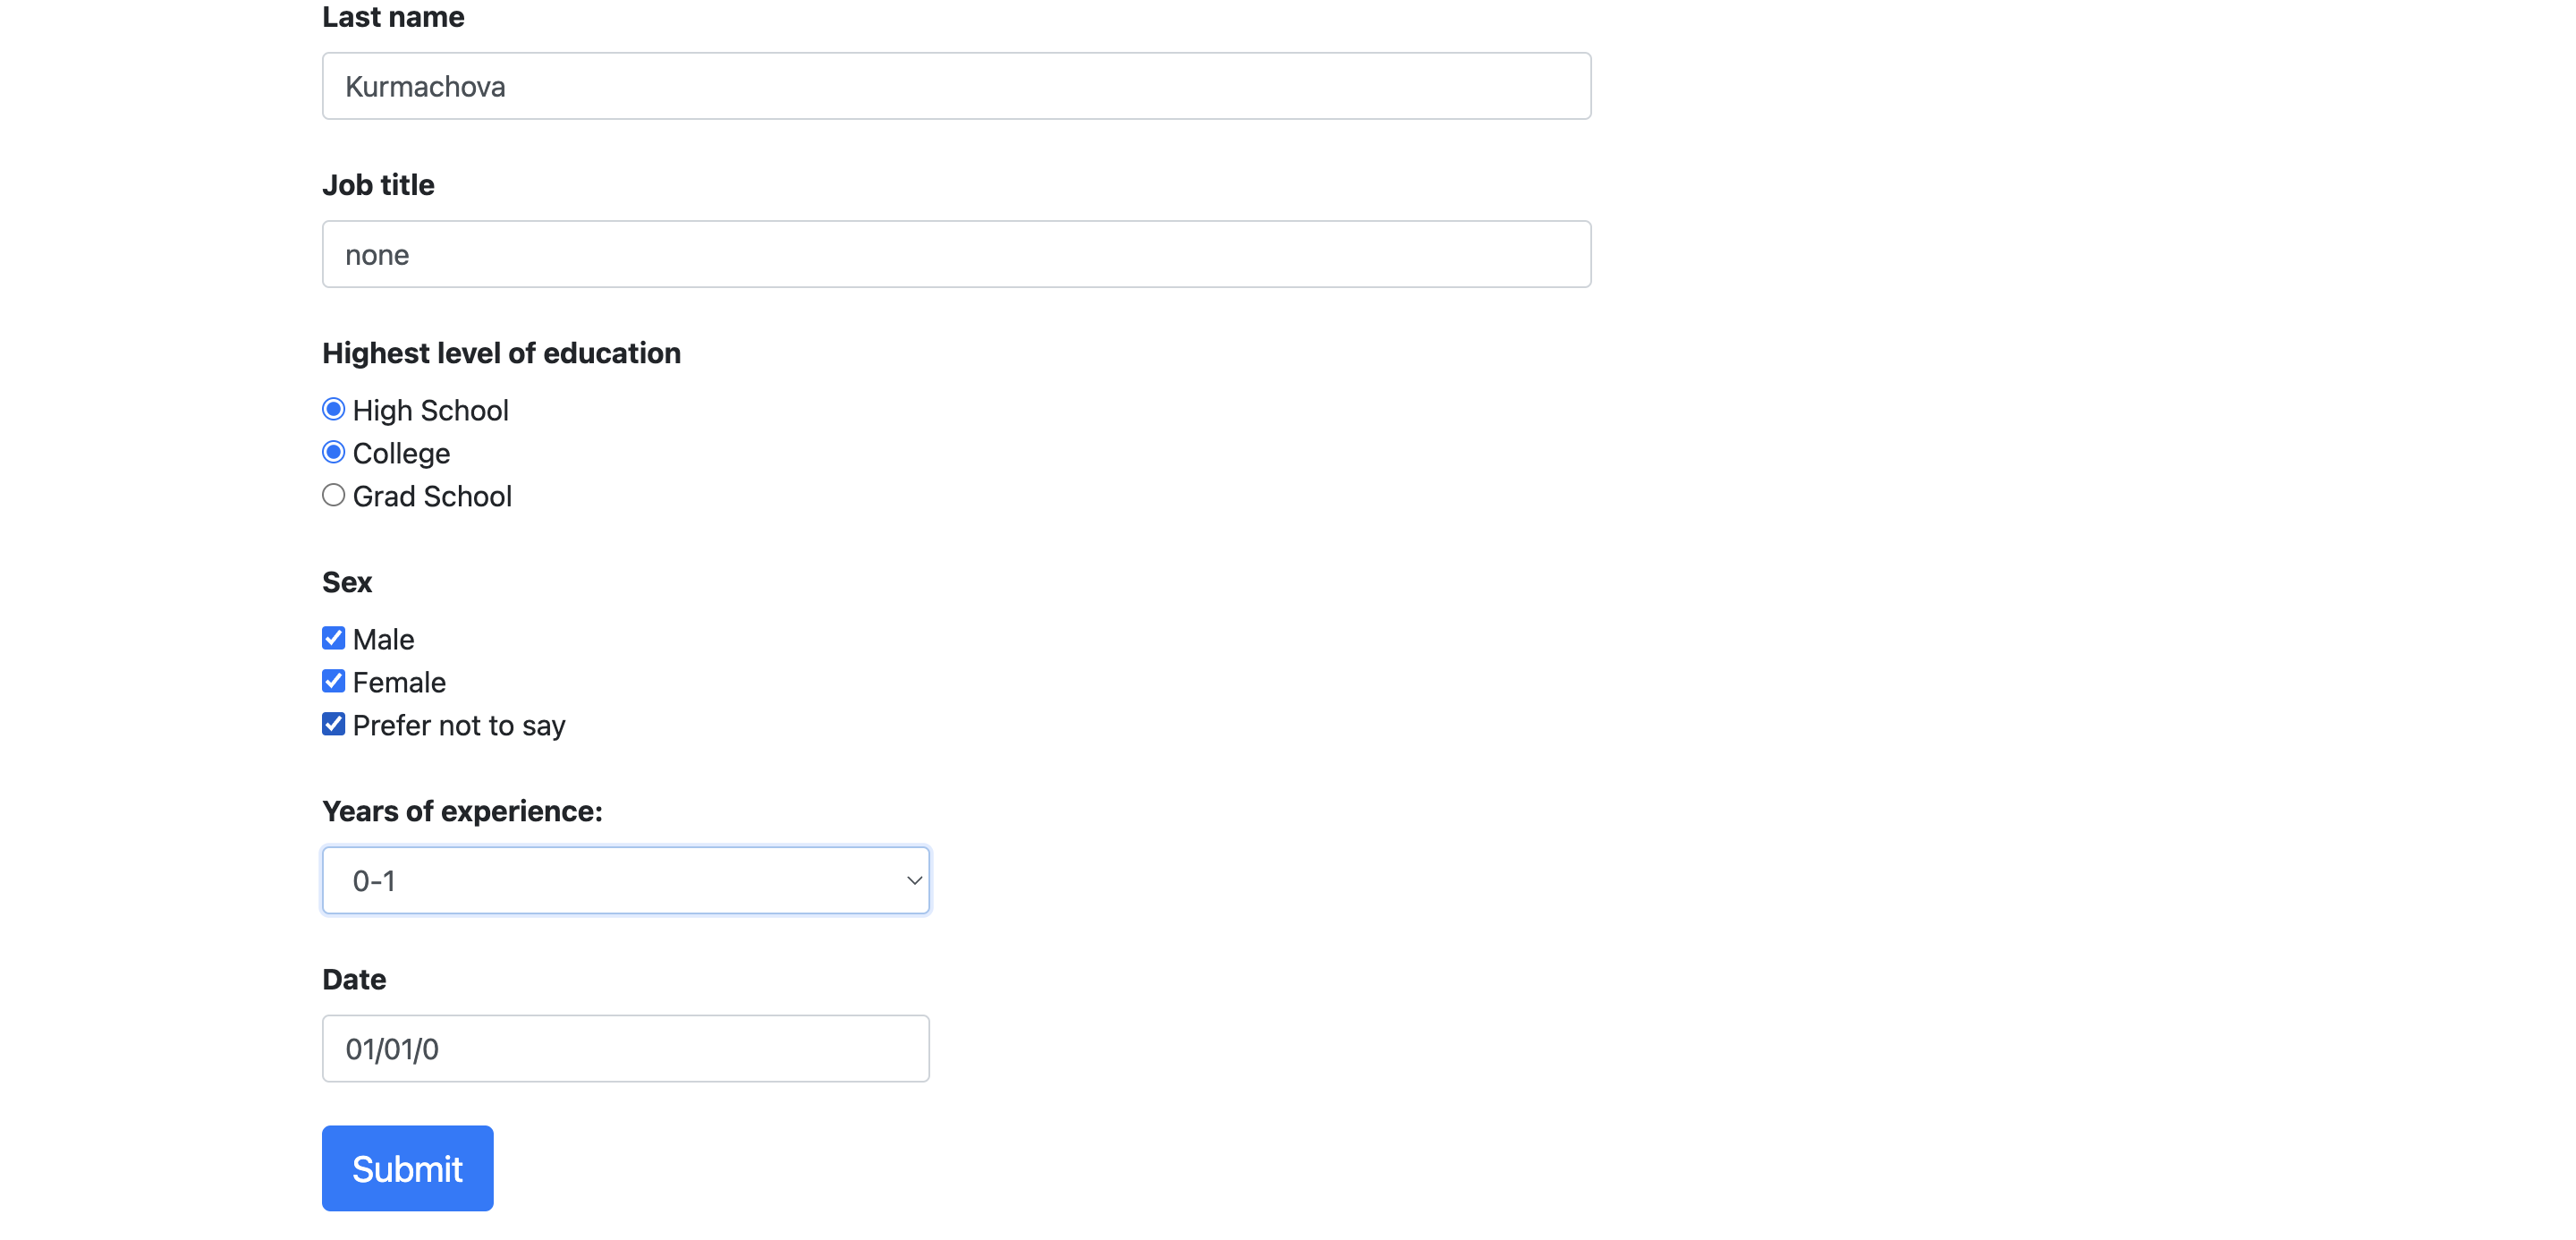 Last name
Kurmachova
Job title
none
Highest level of education
High School
College
Grad School
Sex
Male
Female
Prefer not to say
Years of experience:
0-1
Date
01/01/0
Submit